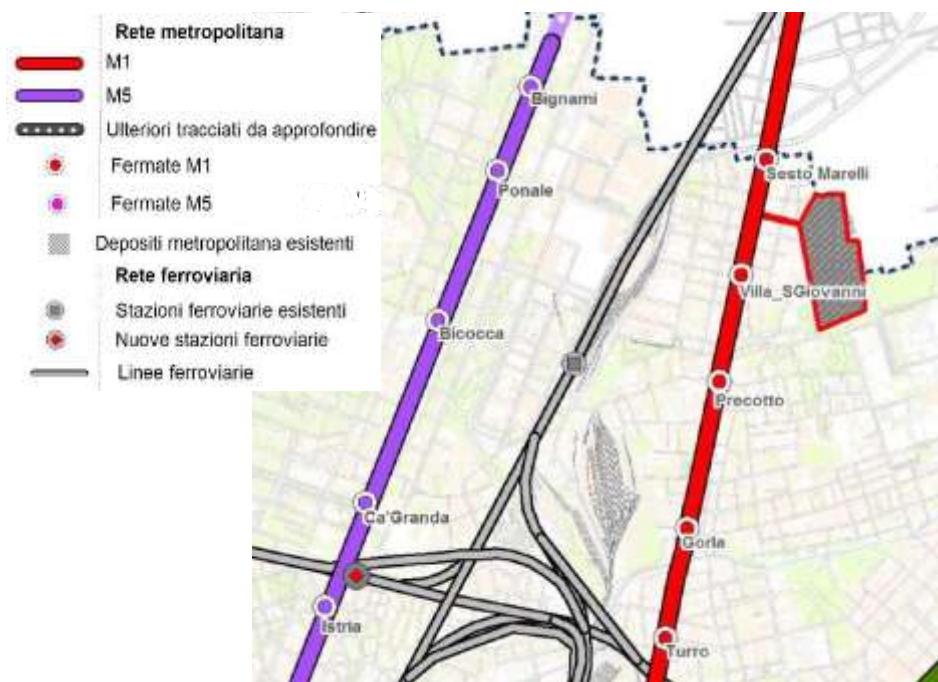 Rete metropolitana
M1
M5
Ulteriori tracciati da approfondire
Fermate M1
Fermate M5
Depositi metropolitana esistenti
Rete ferroviaria
Stazioni ferroviarie esistenti
Nuove stazioni ferroviarie
Linee ferroviarie
Bignami
Sesto Marelli
Ponale
Villa_SGiovanni
Bicocca
Precotto
Ca'Granda
Gorla
Istria
Turro